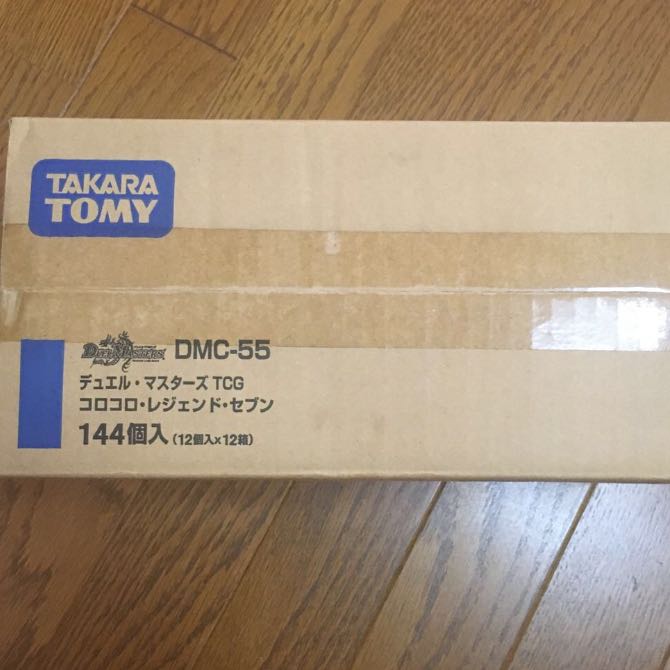 TAKARA
TOMY
DUEL MASTERS DMC-55
デュエル・マスターズ TCG
コロコロ・レジェンド・セブン
144個入 (12個入×12箱)